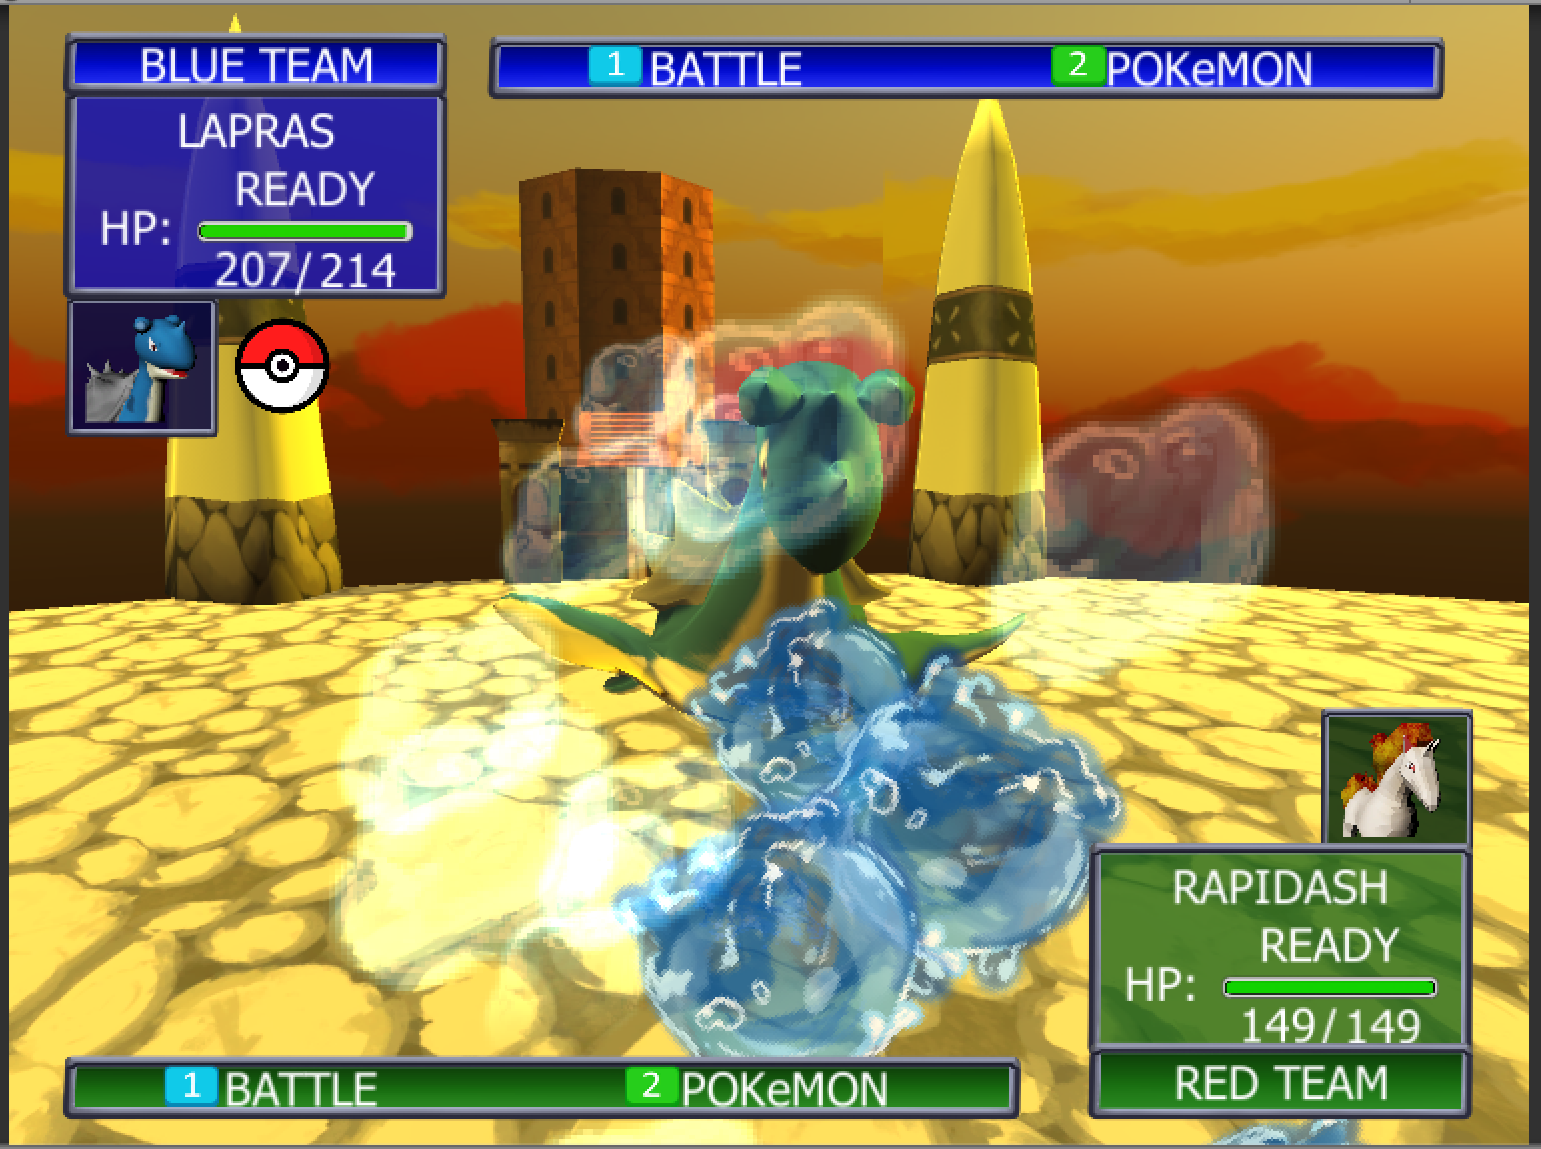 BLUE TEAM
1 BATTLE 2 POKeMON
LAPRAS
READY
HP:
207/214
RAPIDASH
READY
HP:
149/149
1 BATTLE 2 POKeMON
RED TEAM